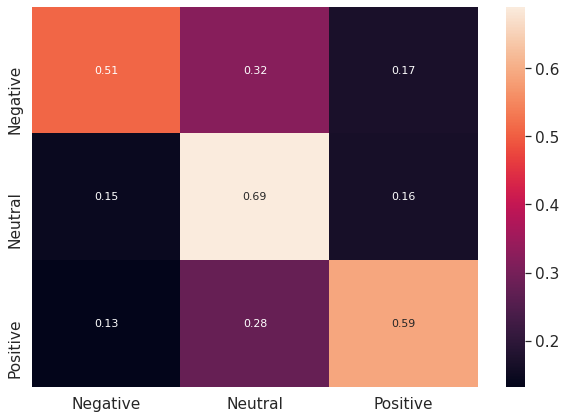 Negative 0.51 0.32 0.17
Neutral 0.15 0.69 0.16
Positive 0.13 0.28 0.59
Negative Neutral Positive
0.6
0.5
0.4
0.3
0.2